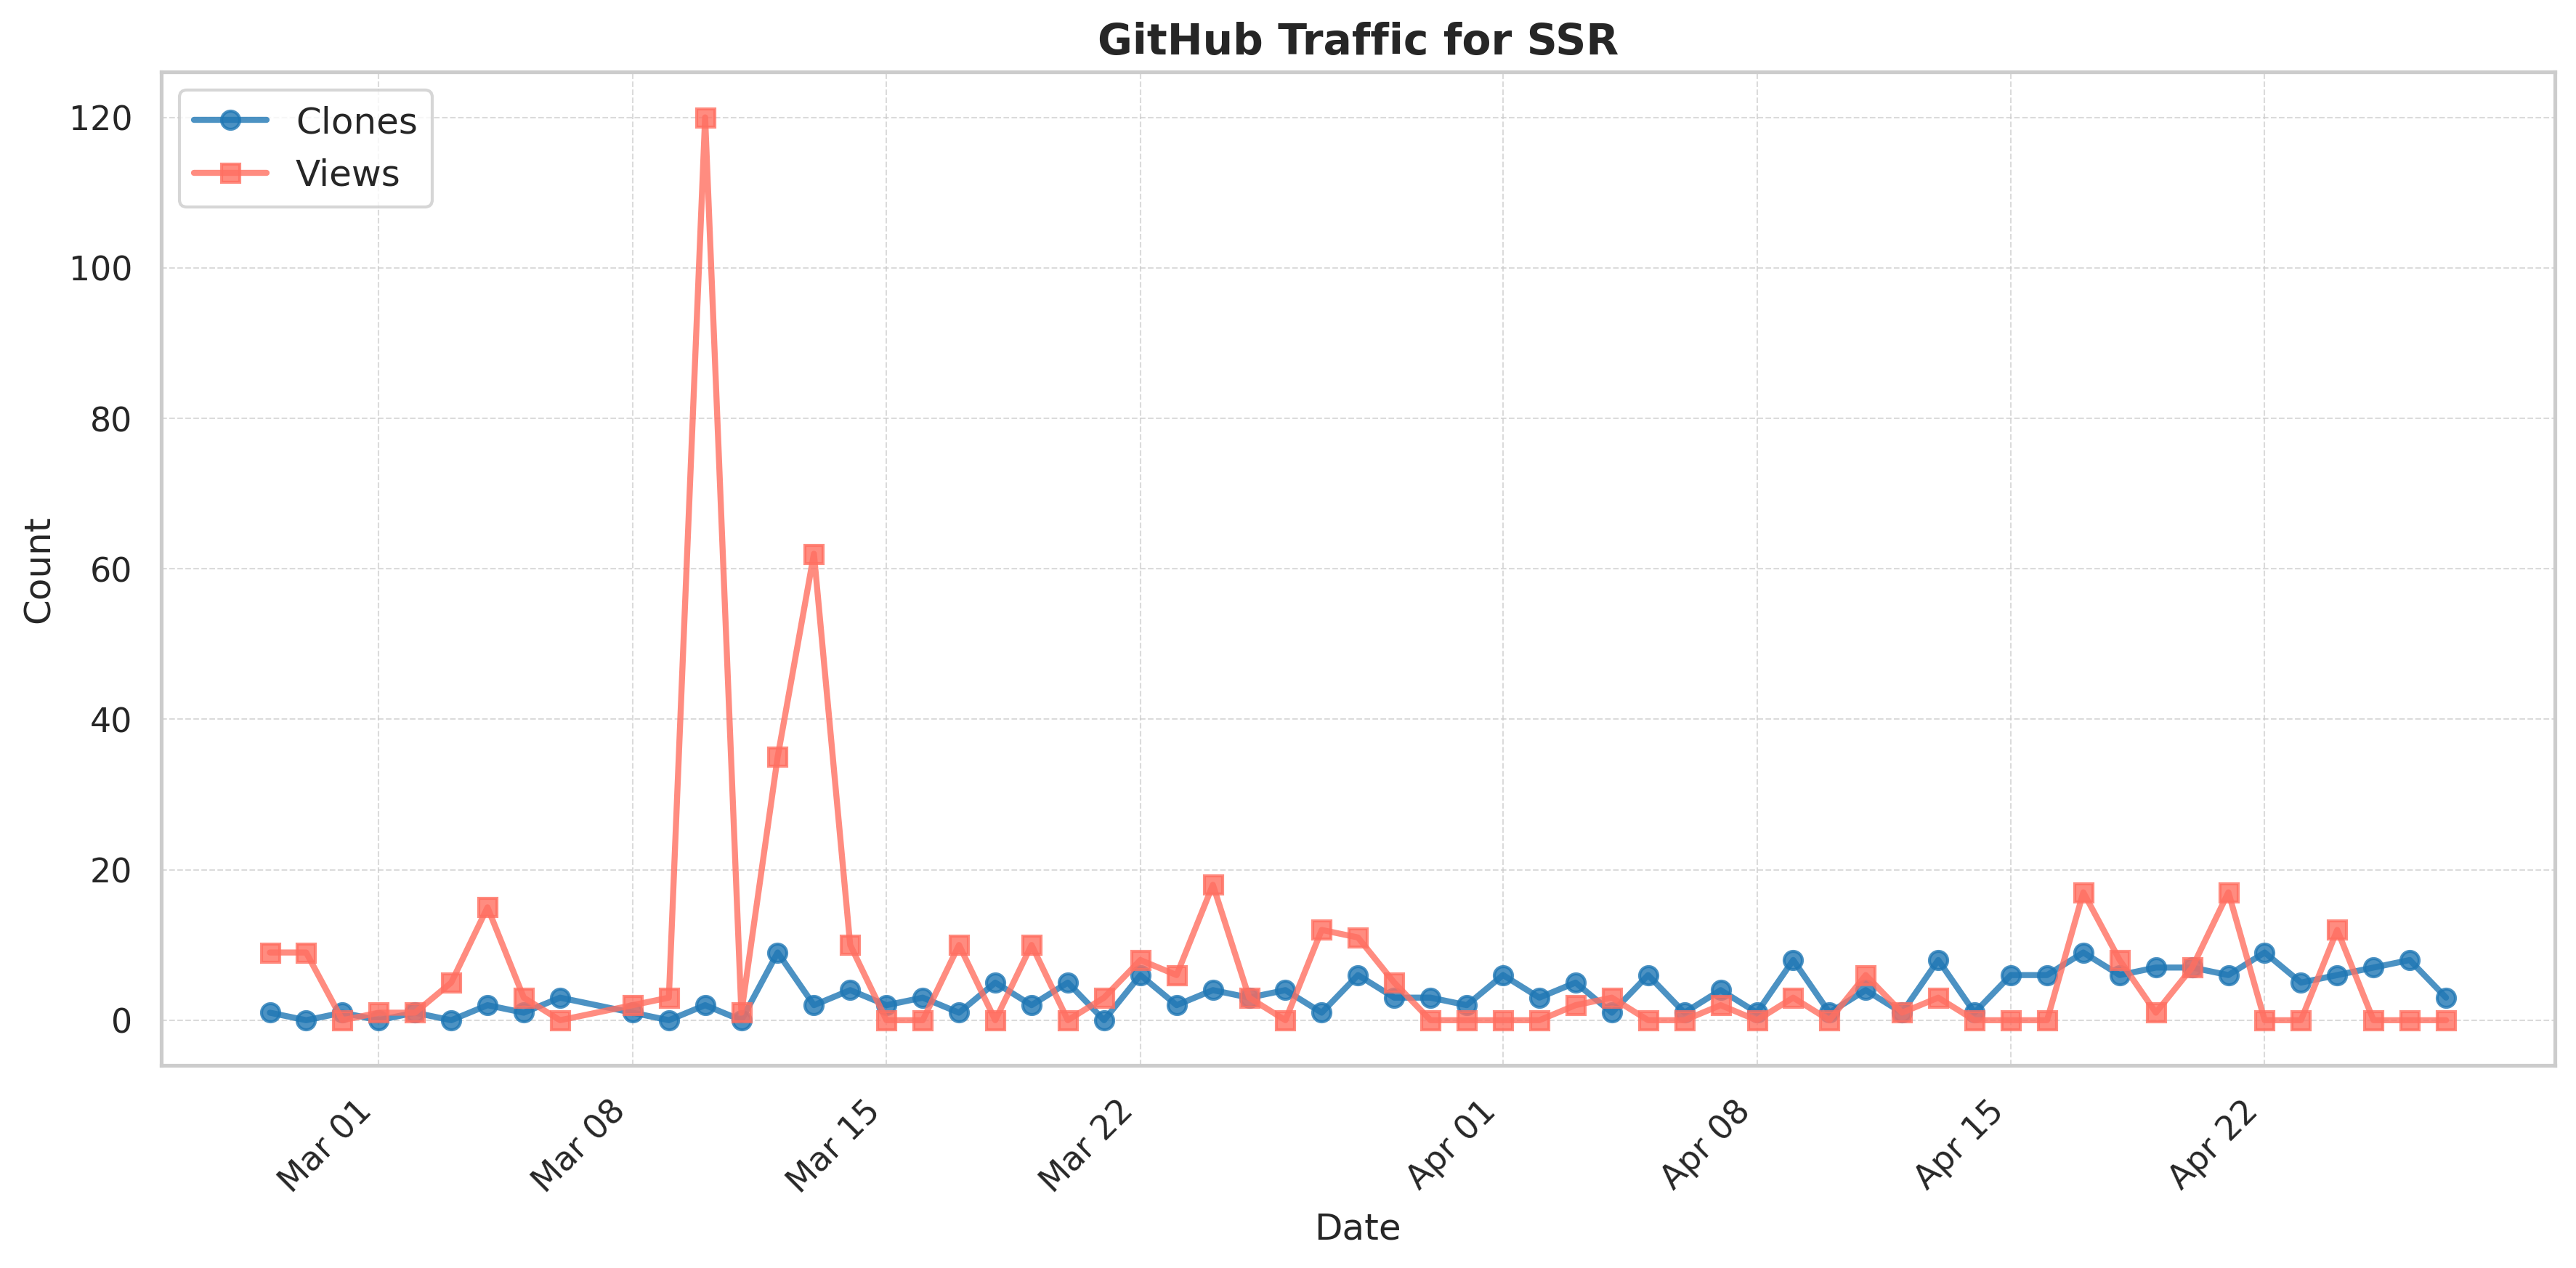 GitHub Traffic for SSR
Clones
Views
120
100
80
60
40
20
0
Count
Mar 01
Mar 08
Mar 15
Mar 22
Apr 01
Apr 08
Apr 15
Apr 22
Date